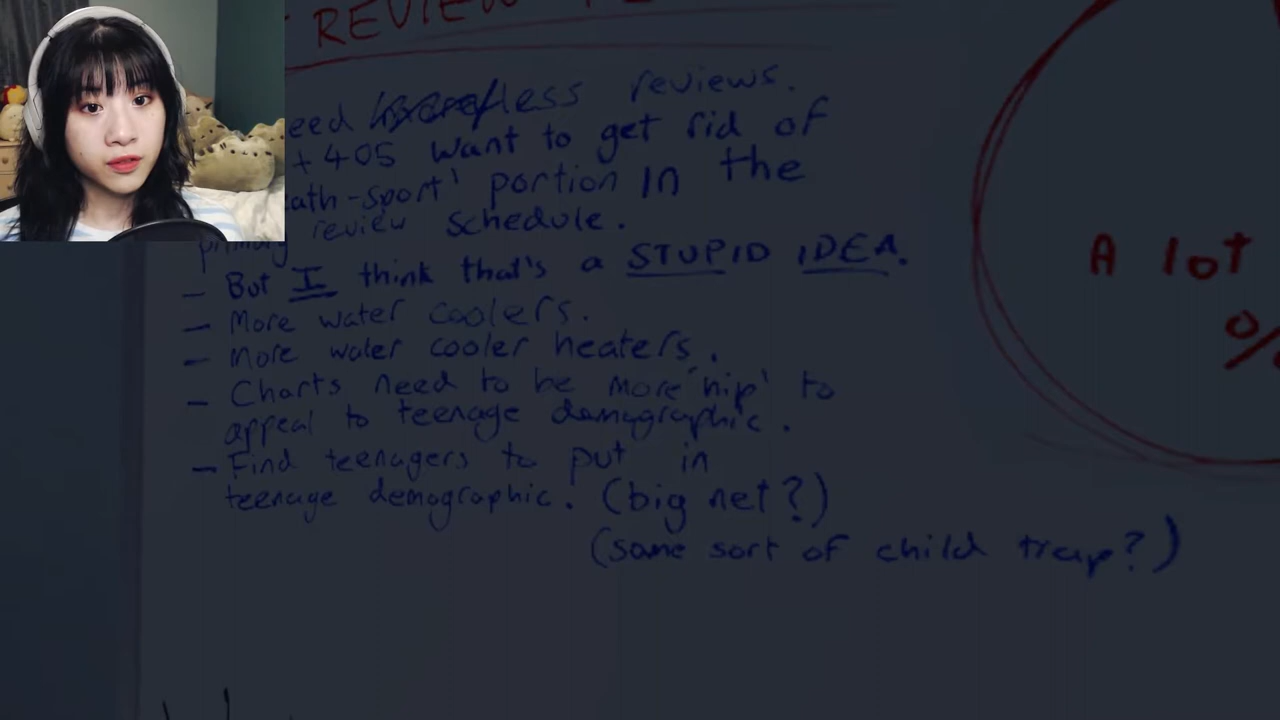 REVIEW
eed less reviews.
+ 405 want to get rid of
ath-sport' portion in the
primary review schedule.
- But I think that's a STUPID IDEA.
- More water coolers.
- More water cooler heaters.
- Charts need to be more 'hip' to
appeal to teenage demographic.
- Find teenagers to put in
teenage demographic. (big net?)
(some sort of child trap?)
A lot
%